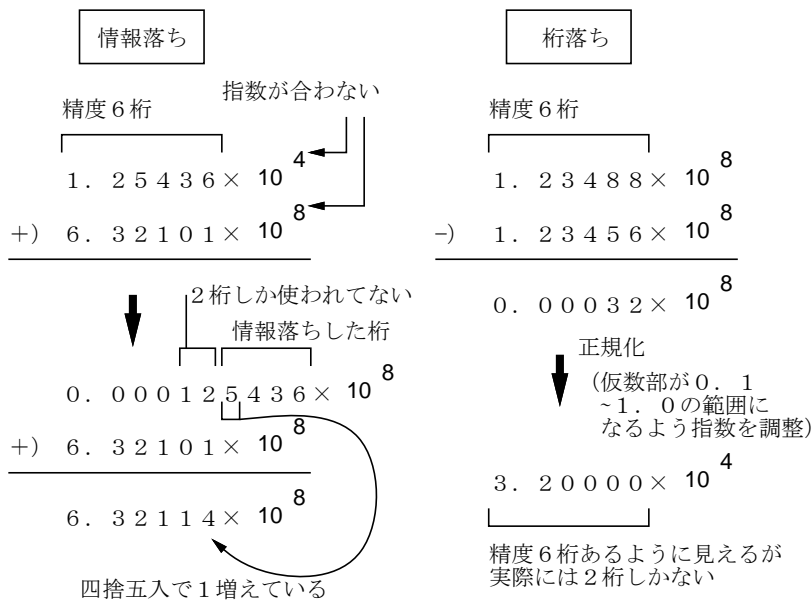 情報落ち
指数が合わない
精度6桁
1.25436×10^4
+) 6.32101×10^8
2桁しか使われてない
情報落ちした桁
0.000125436×10^8
+) 6.32101×10^8
6.32114×10^8
四捨五入で1増えている
桁落ち
精度6桁
1.23488×10^8
−) 1.23456×10^8
0.00032×10^8
正規化
(仮数部が0.1
~1.0の範囲に
なるよう指数を調整)
3.20000×10^4
精度6桁あるように見えるが
実際には2桁しかない